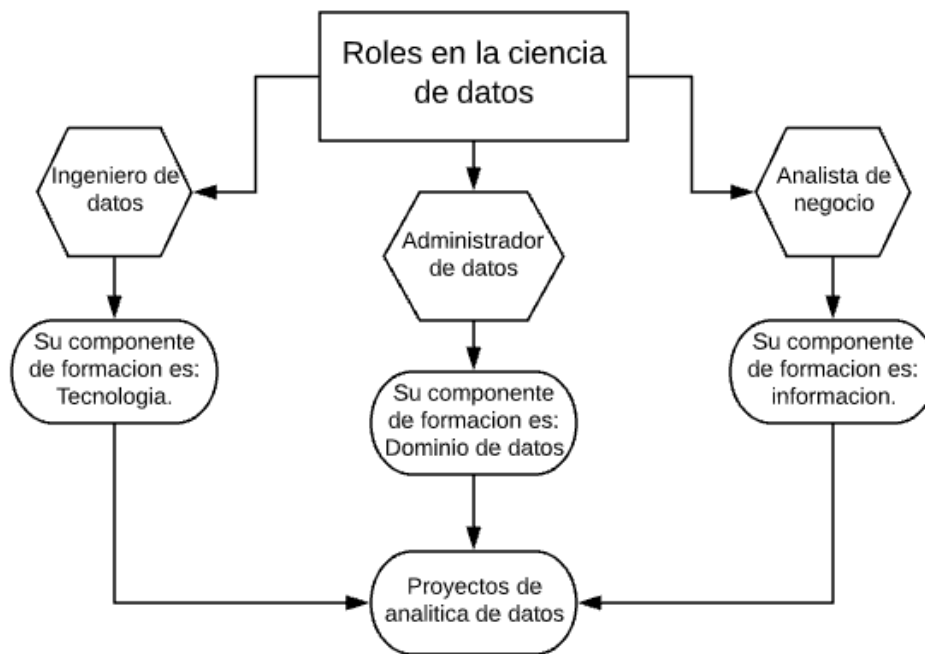 Roles en la ciencia
de datos
Ingeniero de
datos
Administrador
de datos
Analista de
negocio
Su componente
de formacion es:
Tecnologia.
Su componente
de formacion es:
Dominio de datos
Su componente
de formacion es:
informacion.
Proyectos de
analitica de datos